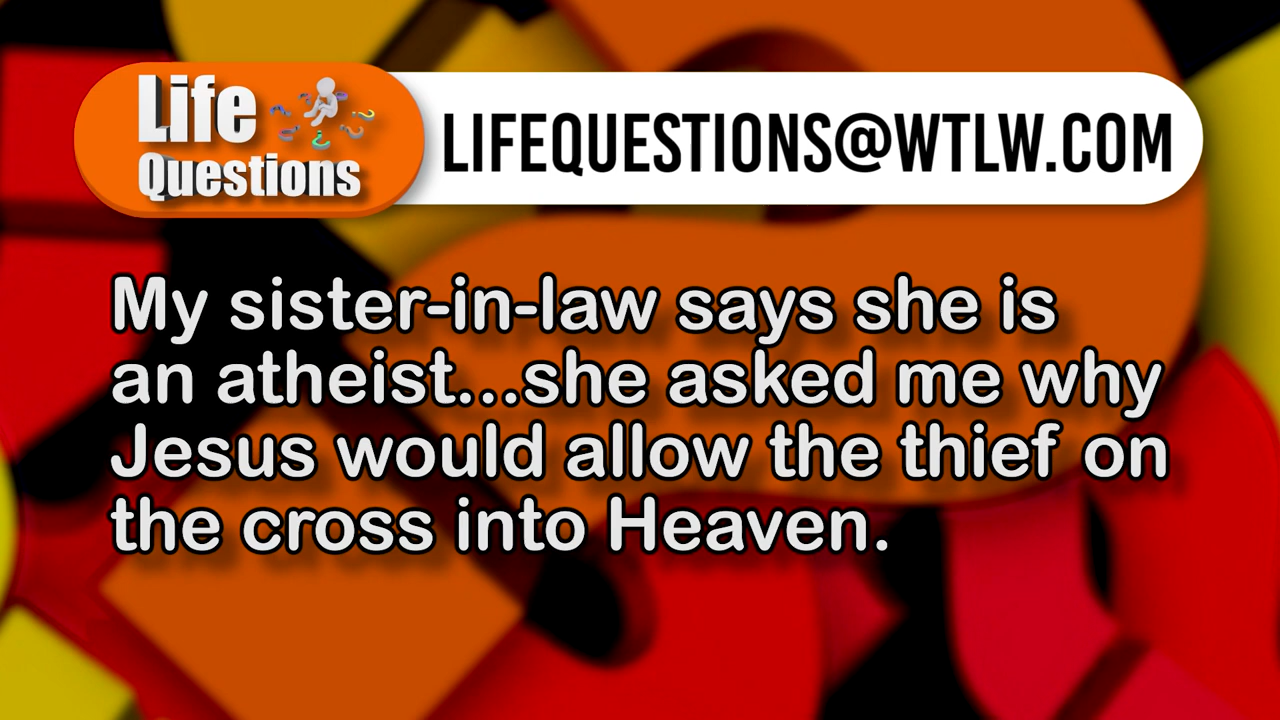 Life
Questions
LIFEQUESTIONS@WTLW.COM
My sister-in-law says she is
an atheist...she asked me why
Jesus would allow the thief on
the cross into Heaven.